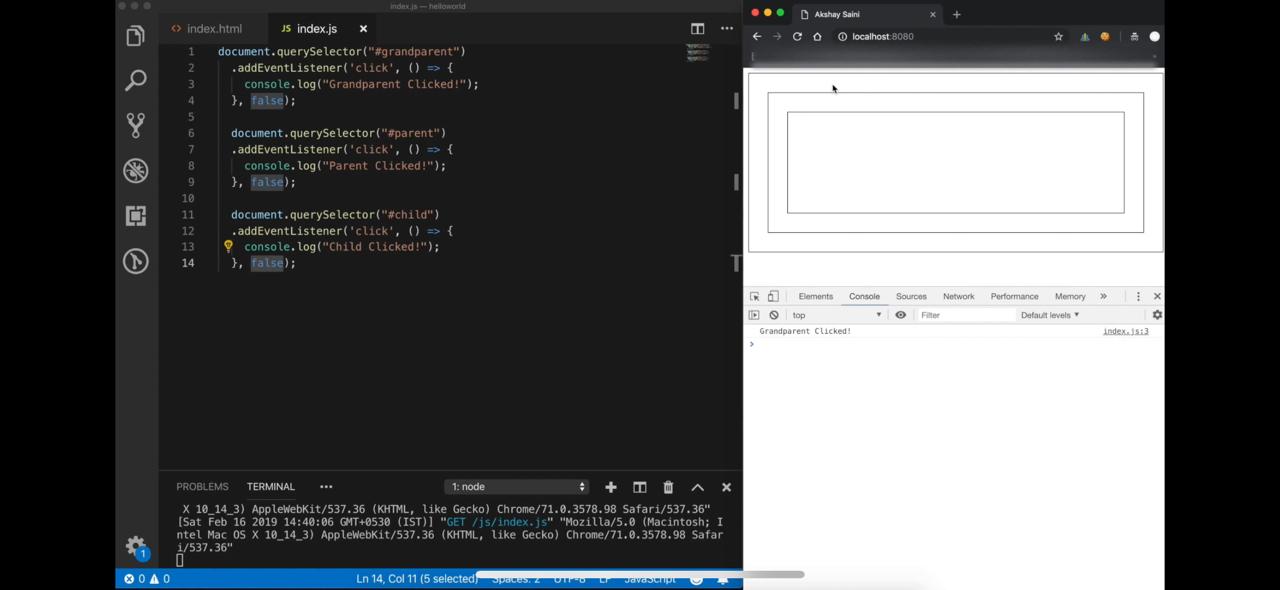 index.js — helloworld
index.html
JS index.js
1 document.querySelector("#grandparent")
2 .addEventListener('click', () => {
3 console.log("Grandparent Clicked!");
4 }, false);
5
6 document.querySelector("#parent")
7 .addEventListener('click', () => {
8 console.log("Parent Clicked!");
9 }, false);
10
11 document.querySelector("#child")
12 .addEventListener('click', () => {
13 console.log("Child Clicked!");
14 }, false);
PROBLEMS TERMINAL 1: node
X 10_14_3) AppleWebKit/537.36 (KHTML, like Gecko) Chrome/71.0.3578.98 Safari/537.36"
[Sat Feb 16 2019 14:40:06 GMT+0530 (IST)] "GET /js/index.js" "Mozilla/5.0 (Macintosh; I
ntel Mac OS X 10_14_3) AppleWebKit/537.36 (KHTML, like Gecko) Chrome/71.0.3578.98 Safar
i/537.36"
1
0 0 Ln 14, Col 11 (5 selected) Spaces: 2 UTF-8 LF JavaScript
Akshay Saini
localhost:8080
Elements Console Sources Network Performance Memory
top Filter Default levels
Grandparent Clicked! index.js:3